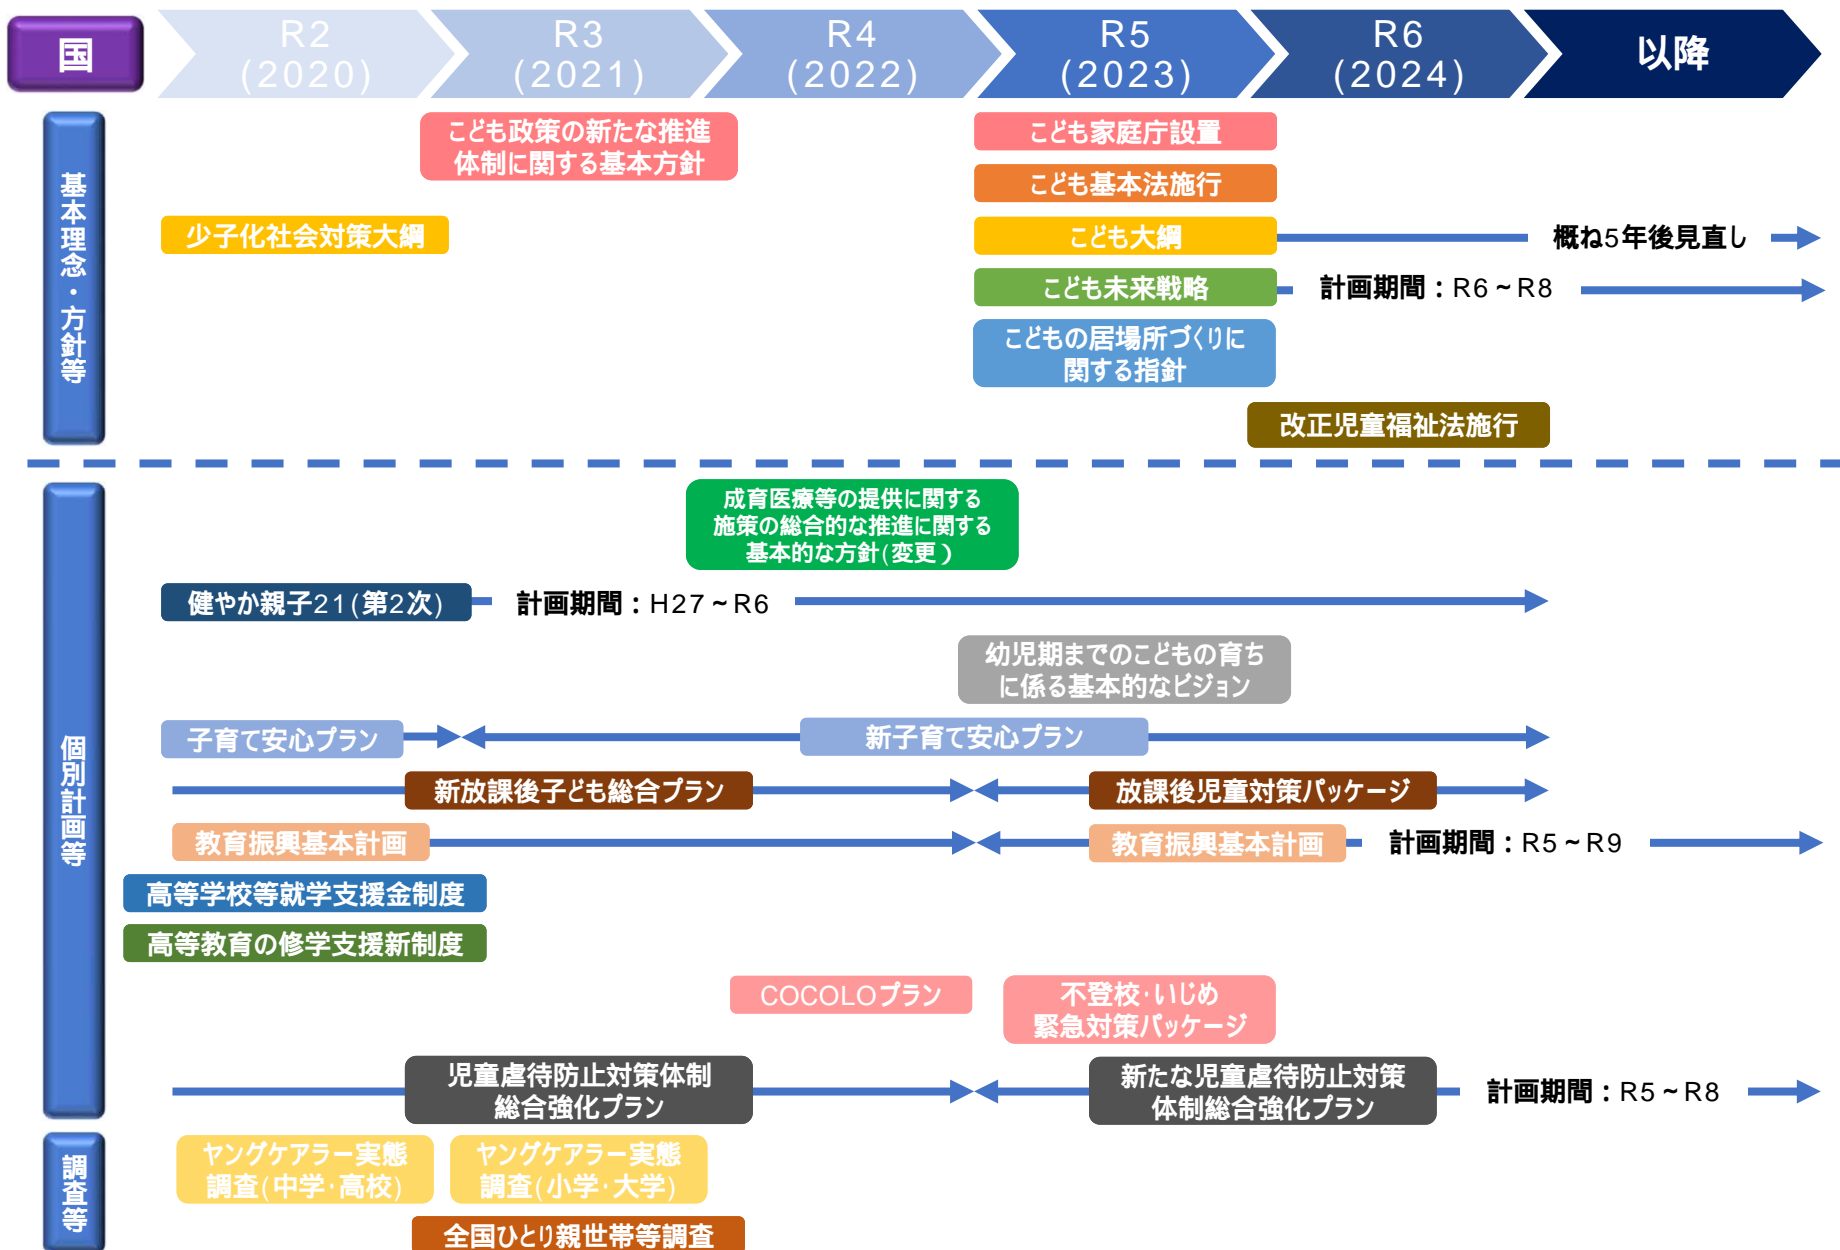 国
R2
(2020)
R3
(2021)
R4
(2022)
R5
(2023)
R6
(2024)
以降
基本理念・方針等
こども政策の新たな推進
体制に関する基本方針
こども家庭庁設置
こども基本法施行
少子化社会対策大綱
こども大綱
概ね5年後見直し
こども未来戦略
計画期間：R6~R8
こどもの居場所づくりに
関する指針
改正児童福祉法施行
個別計画等
成育医療等の提供に関する
施策の総合的な推進に関する
基本的な方針(変更)
健やか親子21(第2次)
計画期間：H27~R6
幼児期までのこどもの育ち
に係る基本的なビジョン
子育て安心プラン
新子育て安心プラン
新放課後子ども総合プラン
放課後児童対策パッケージ
教育振興基本計画
教育振興基本計画
計画期間：R5~R9
高等学校等就学支援金制度
高等教育の修学支援新制度
COCOLOプラン
不登校・いじめ
緊急対策パッケージ
児童虐待防止対策体制
総合強化プラン
新たな児童虐待防止対策
体制総合強化プラン
計画期間：R5~R8
調査等
ヤングケアラー実態
調査(中学・高校)
ヤングケアラー実態
調査(小学・大学)
全国ひとり親世帯等調査